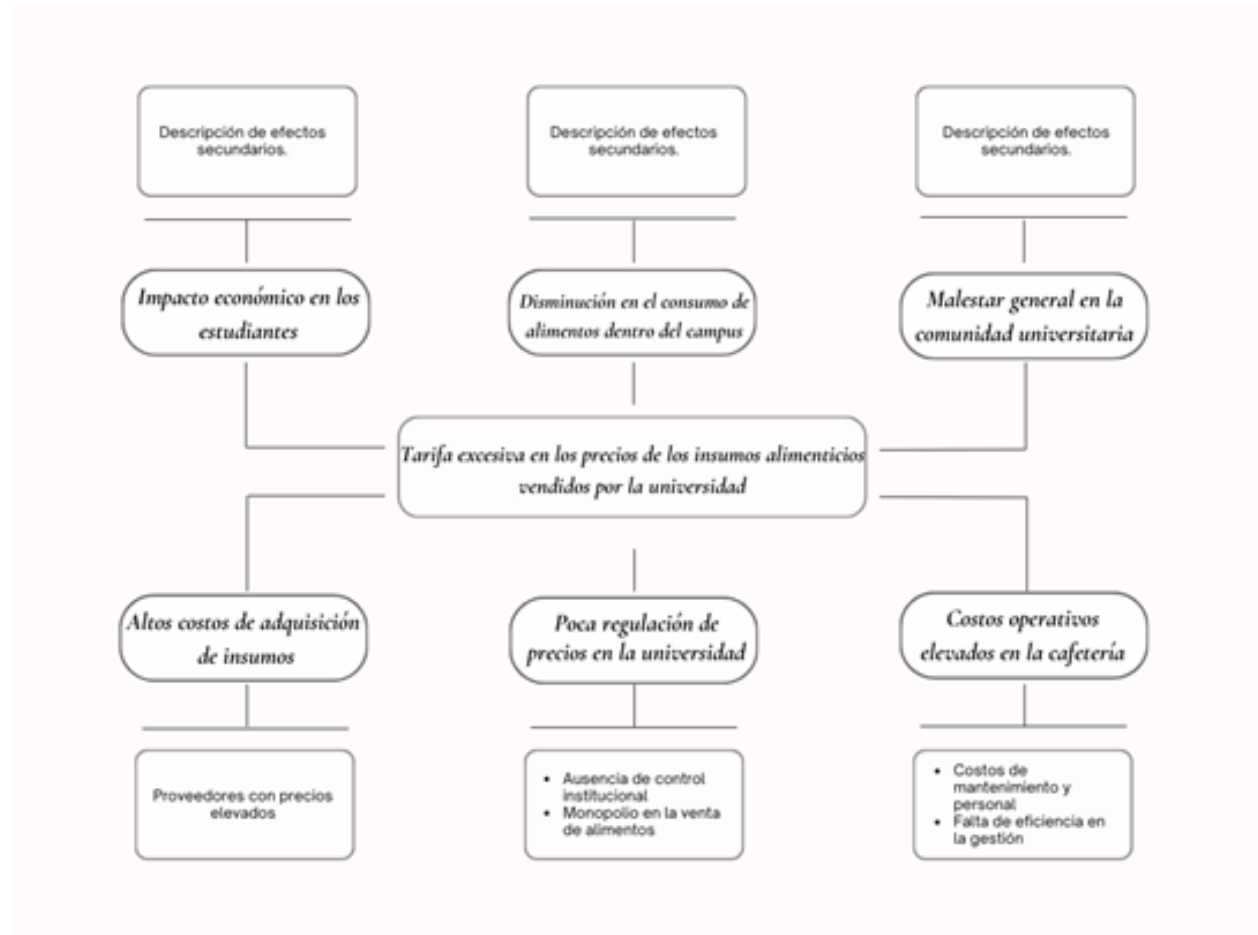 Descripción de efectos
secundarios.
Descripción de efectos
secundarios.
Descripción de efectos
secundarios.
Impacto económico en los
estudiantes
Disminución en el consumo de
alimentos dentro del campus
Malestar general en la
comunidad universitaria
Tarifa excesiva en los precios de los insumos alimenticios
vendidos por la universidad
Altos costos de adquisición
de insumos
Poca regulación de
precios en la universidad
Costos operativos
elevados en la cafetería
Proveedores con precios
elevados
• Ausencia de control
institucional
• Monopolio en la venta
de alimentos
• Costos de
mantenimiento y
personal
• Falta de eficiencia en
la gestión